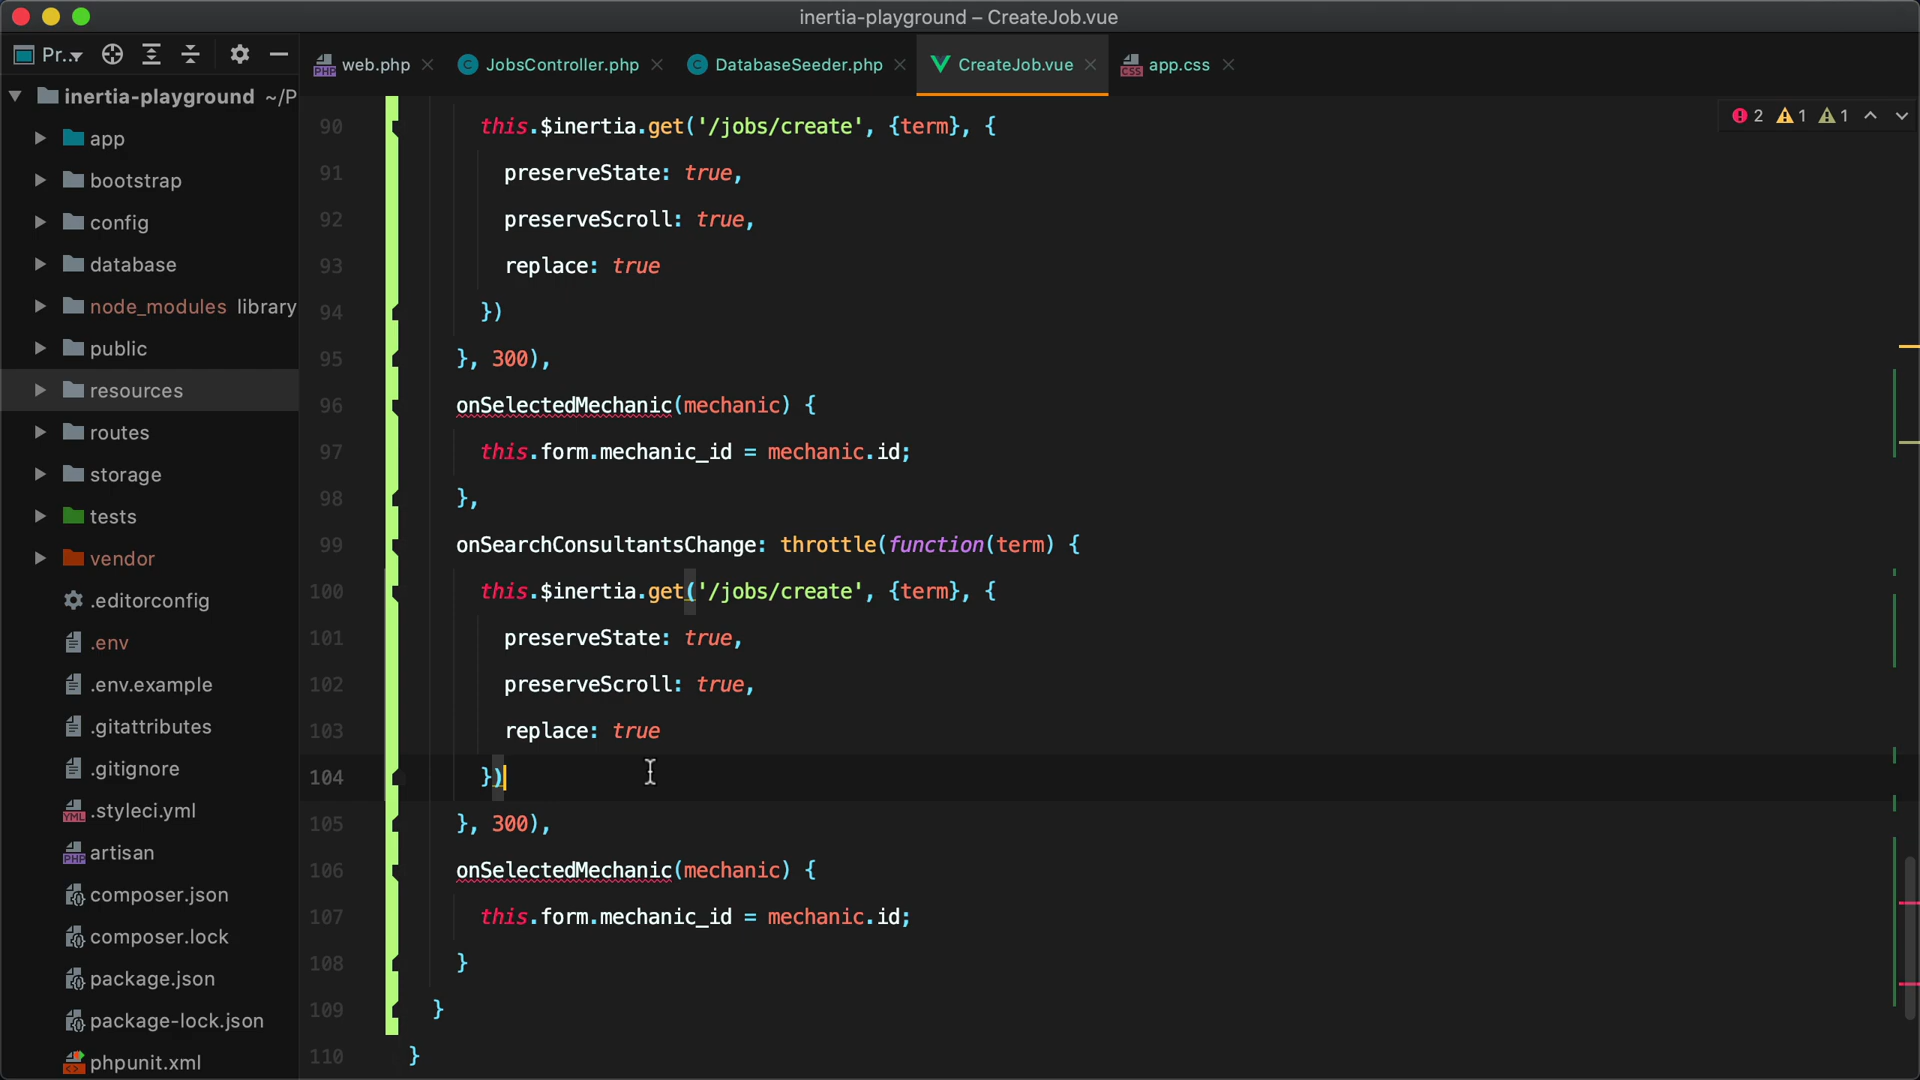 inertia-playground – CreateJob.vue
Pr...
web.php
JobsController.php
DatabaseSeeder.php
CreateJob.vue
app.css
inertia-playground ~/P
app
bootstrap
config
database
node_modules library
public
resources
routes
storage
tests
vendor
.editorconfig
.env
.env.example
.gitattributes
.gitignore
.styleci.yml
artisan
composer.json
composer.lock
package.json
package-lock.json
phpunit.xml
2 1 1
90 this.$inertia.get('/jobs/create', {term}, {
91 preserveState: true,
92 preserveScroll: true,
93 replace: true
94 })
95 }, 300),
96 onSelectedMechanic(mechanic) {
97 this.form.mechanic_id = mechanic.id;
98 },
99 onSearchConsultantsChange: throttle(function(term) {
100 this.$inertia.get('/jobs/create', {term}, {
101 preserveState: true,
102 preserveScroll: true,
103 replace: true
104 })
105 }, 300),
106 onSelectedMechanic(mechanic) {
107 this.form.mechanic_id = mechanic.id;
108 }
109 }
110 }